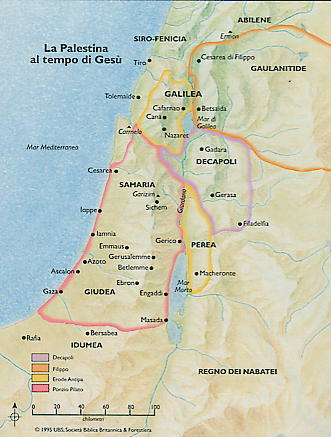 La Palestina
al tempo di Gesù
SIRO-FENICIA
ABILENE
Ermon
Tiro
Cesarea di Filippo
GAULANITIDE
Tolemaide
GALILEA
Cafarnao
Betsaida
Cana
Mar di
Galilea
Carmelo
Nazaret
Mar Mediterraneo
Gadara
DECAPOLI
Cesarea
SAMARIA
Garizim
Sichem
Gerasa
Giordano
Ioppe
Filadelfia
Iamnia
Emmaus
Gerico
PEREA
Gerusalemme
Azoto
Betlemme
Ascalon
Macheronte
Ebron
Mar
Morto
Gaza
GIUDEA
Engaddi
Masada
Rafia
Bersabea
IDUMEA
Decapoli
Filippo
Erode Antipa
Ponzio Pilato
REGNO DEI NABATEI
0 20 40 60 80 100
chilometri
© 1995 UBS, Società Biblica Britannica & Forestiera